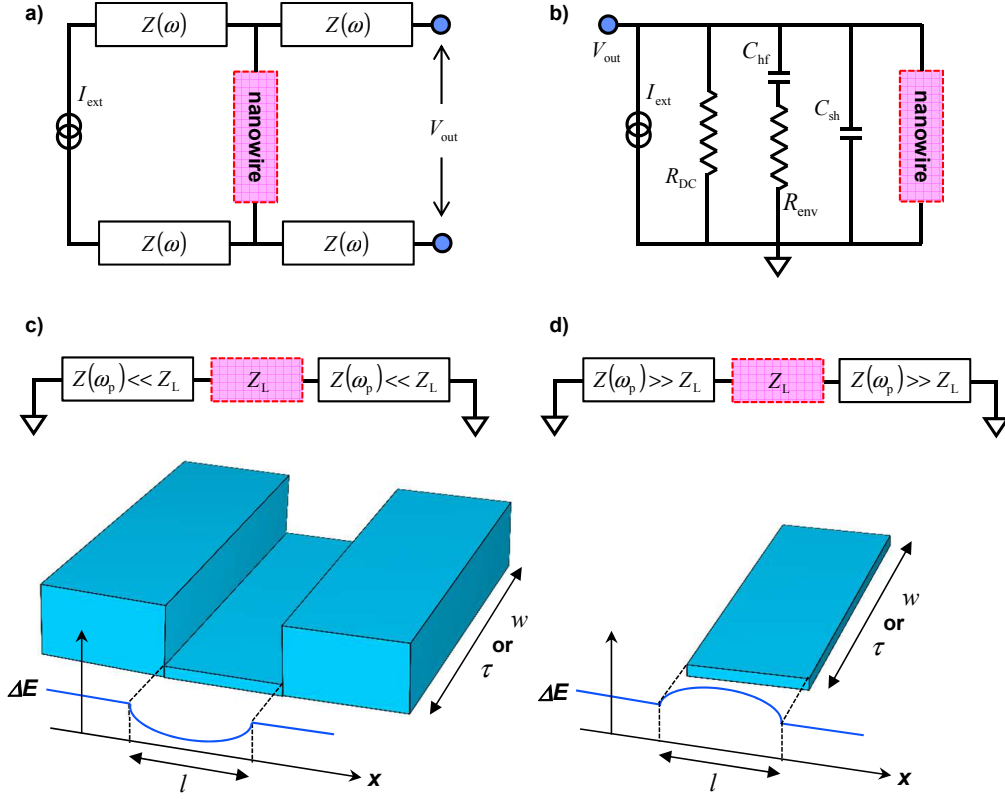 a)
Z(ω) Z(ω)
I_ext
nanowire
V_out
Z(ω) Z(ω)
b)
V_out
C_hf
I_ext
C_sh
R_DC
R_env
nanowire
c)
Z(ω_p) << Z_L Z_L Z(ω_p) << Z_L
w
or
τ
ΔE
l
x
d)
Z(ω_p) >> Z_L Z_L Z(ω_p) >> Z_L
w
or
τ
ΔE
l
x